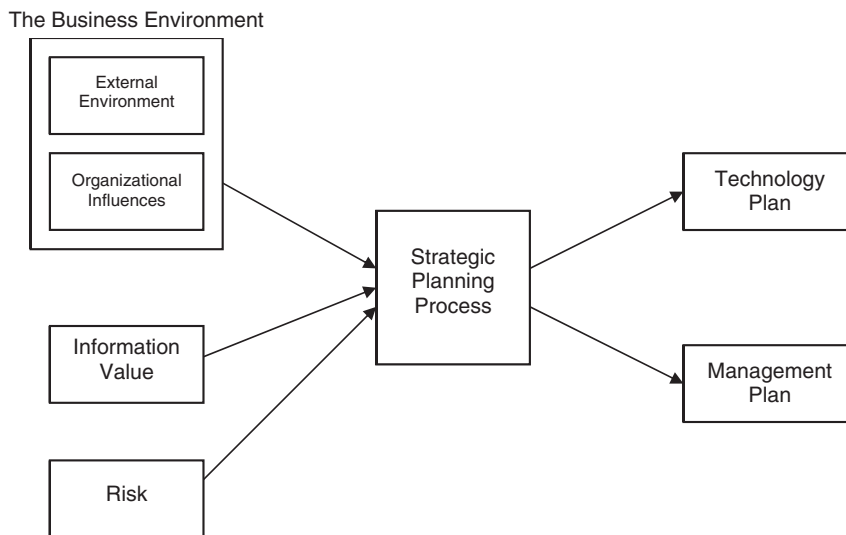 The Business Environment
External
Environment
Organizational
Influences
Strategic
Planning
Process
Technology
Plan
Information
Value
Management
Plan
Risk